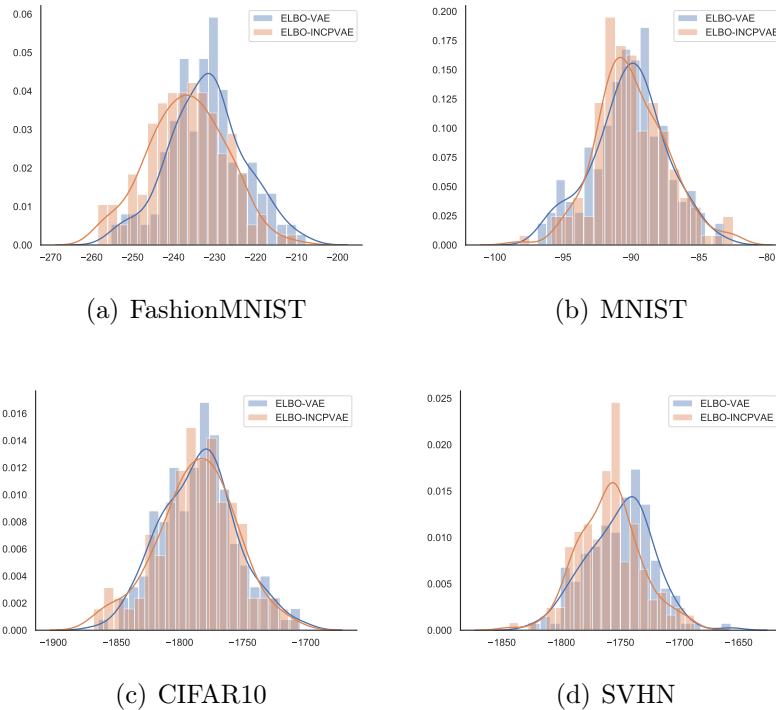 0.06
0.05
0.04
0.03
0.02
0.01
0.00
−270 −260 −250 −240 −230 −220 −210 −200
ELBO-VAE
ELBO-INCPVAE
(a) FashionMNIST
0.200
0.175
0.150
0.125
0.100
0.075
0.050
0.025
0.000
−100 −95 −90 −85 −80
ELBO-VAE
ELBO-INCPVAE
(b) MNIST
0.016
0.014
0.012
0.010
0.008
0.006
0.004
0.002
0.000
−1900 −1850 −1800 −1750 −1700
ELBO-VAE
ELBO-INCPVAE
(c) CIFAR10
0.025
0.020
0.015
0.010
0.005
0.000
−1850 −1800 −1750 −1700 −1650
ELBO-VAE
ELBO-INCPVAE
(d) SVHN